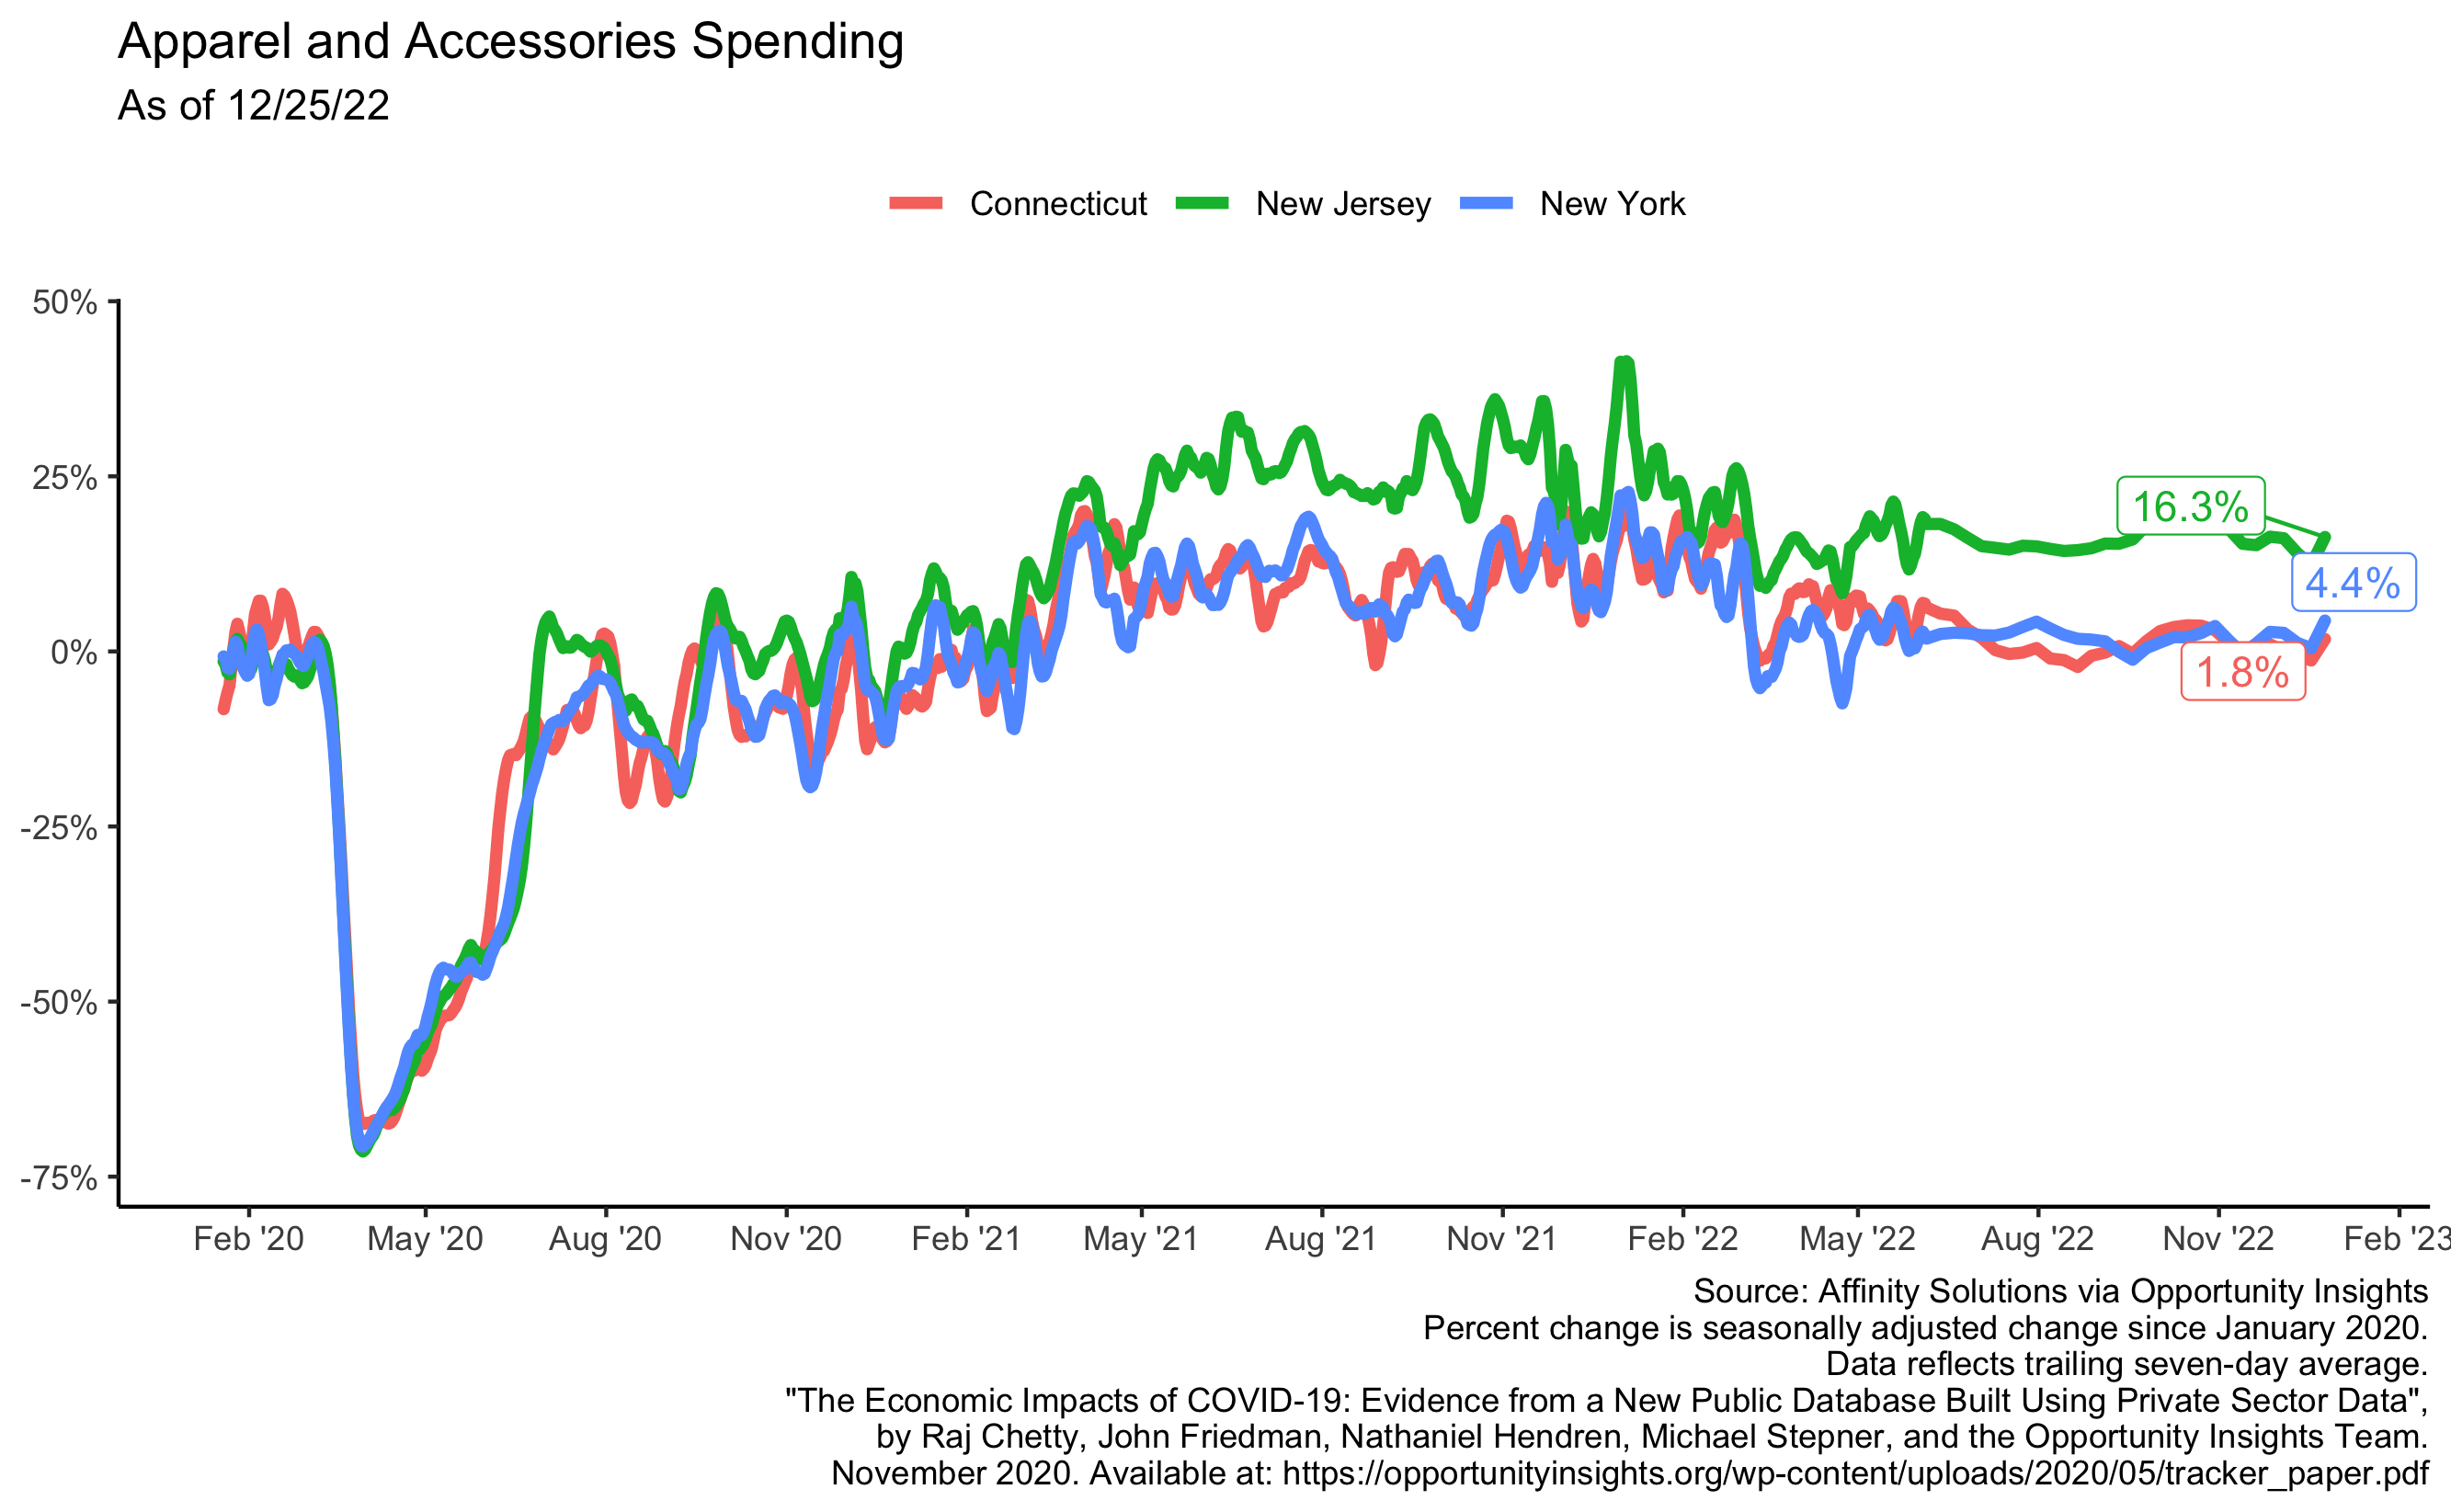 Apparel and Accessories Spending
As of 12/25/22
Connecticut New Jersey New York
50%
25%
0%
-25%
-50%
-75%
16.3%
4.4%
1.8%
Feb '20 May '20 Aug '20 Nov '20 Feb '21 May '21 Aug '21 Nov '21 Feb '22 May '22 Aug '22 Nov '22 Feb '23
Source: Affinity Solutions via Opportunity Insights
Percent change is seasonally adjusted change since January 2020.
Data reflects trailing seven-day average.
"The Economic Impacts of COVID-19: Evidence from a New Public Database Built Using Private Sector Data",
by Raj Chetty, John Friedman, Nathaniel Hendren, Michael Stepner, and the Opportunity Insights Team.
November 2020. Available at: https://opportunityinsights.org/wp-content/uploads/2020/05/tracker_paper.pdf